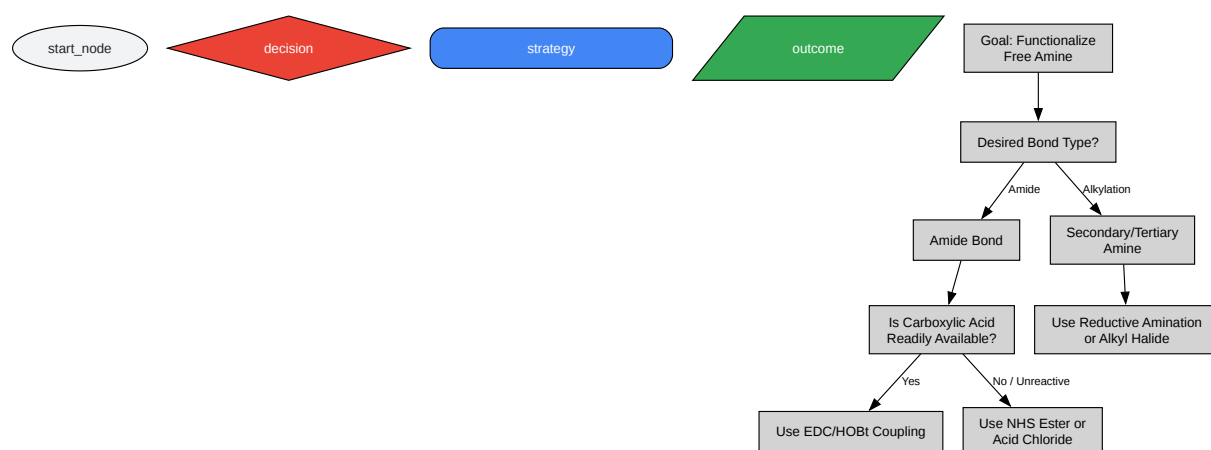 start_node
decision
strategy
outcome
Goal: Functionalize
Free Amine
Desired Bond Type?
Amide
Alkylation
Amide Bond
Secondary/Tertiary
Amine
Is Carboxylic Acid
Readily Available?
Use Reductive Amination
or Alkyl Halide
Yes
No / Unreactive
Use EDC/HOBt Coupling
Use NHS Ester or
Acid Chloride